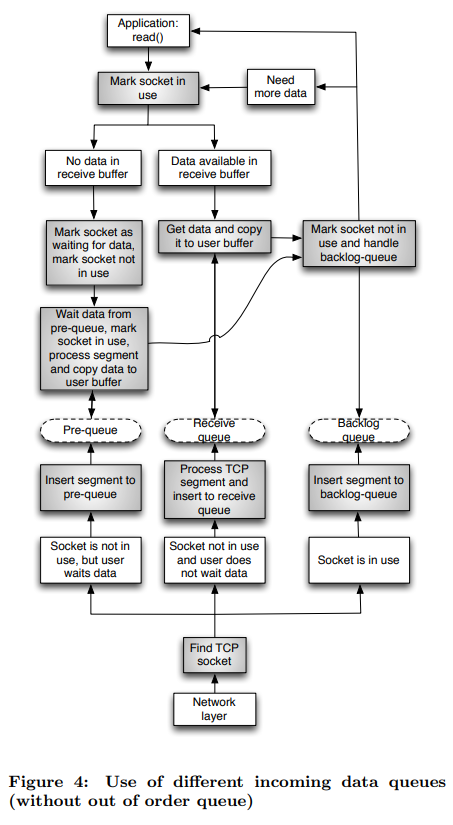 Application:
read()
Mark socket in
use
Need
more data
No data in
receive buffer
Data available in
receive buffer
Mark socket as
waiting for data,
mark socket not
in use
Get data and copy
it to user buffer
Mark socket not in
use and handle
backlog-queue
Wait data from
pre-queue, mark
socket in use,
process segment
and copy data to
user buffer
Pre-queue
Receive
queue
Backlog
queue
Insert segment to
pre-queue
Process TCP
segment and
insert to receive
queue
Insert segment to
backlog-queue
Socket is not in
use, but user
waits data
Socket not in use
and user does
not wait data
Socket is in use
Find TCP
socket
Network
layer
Figure 4: Use of different incoming data queues
(without out of order queue)